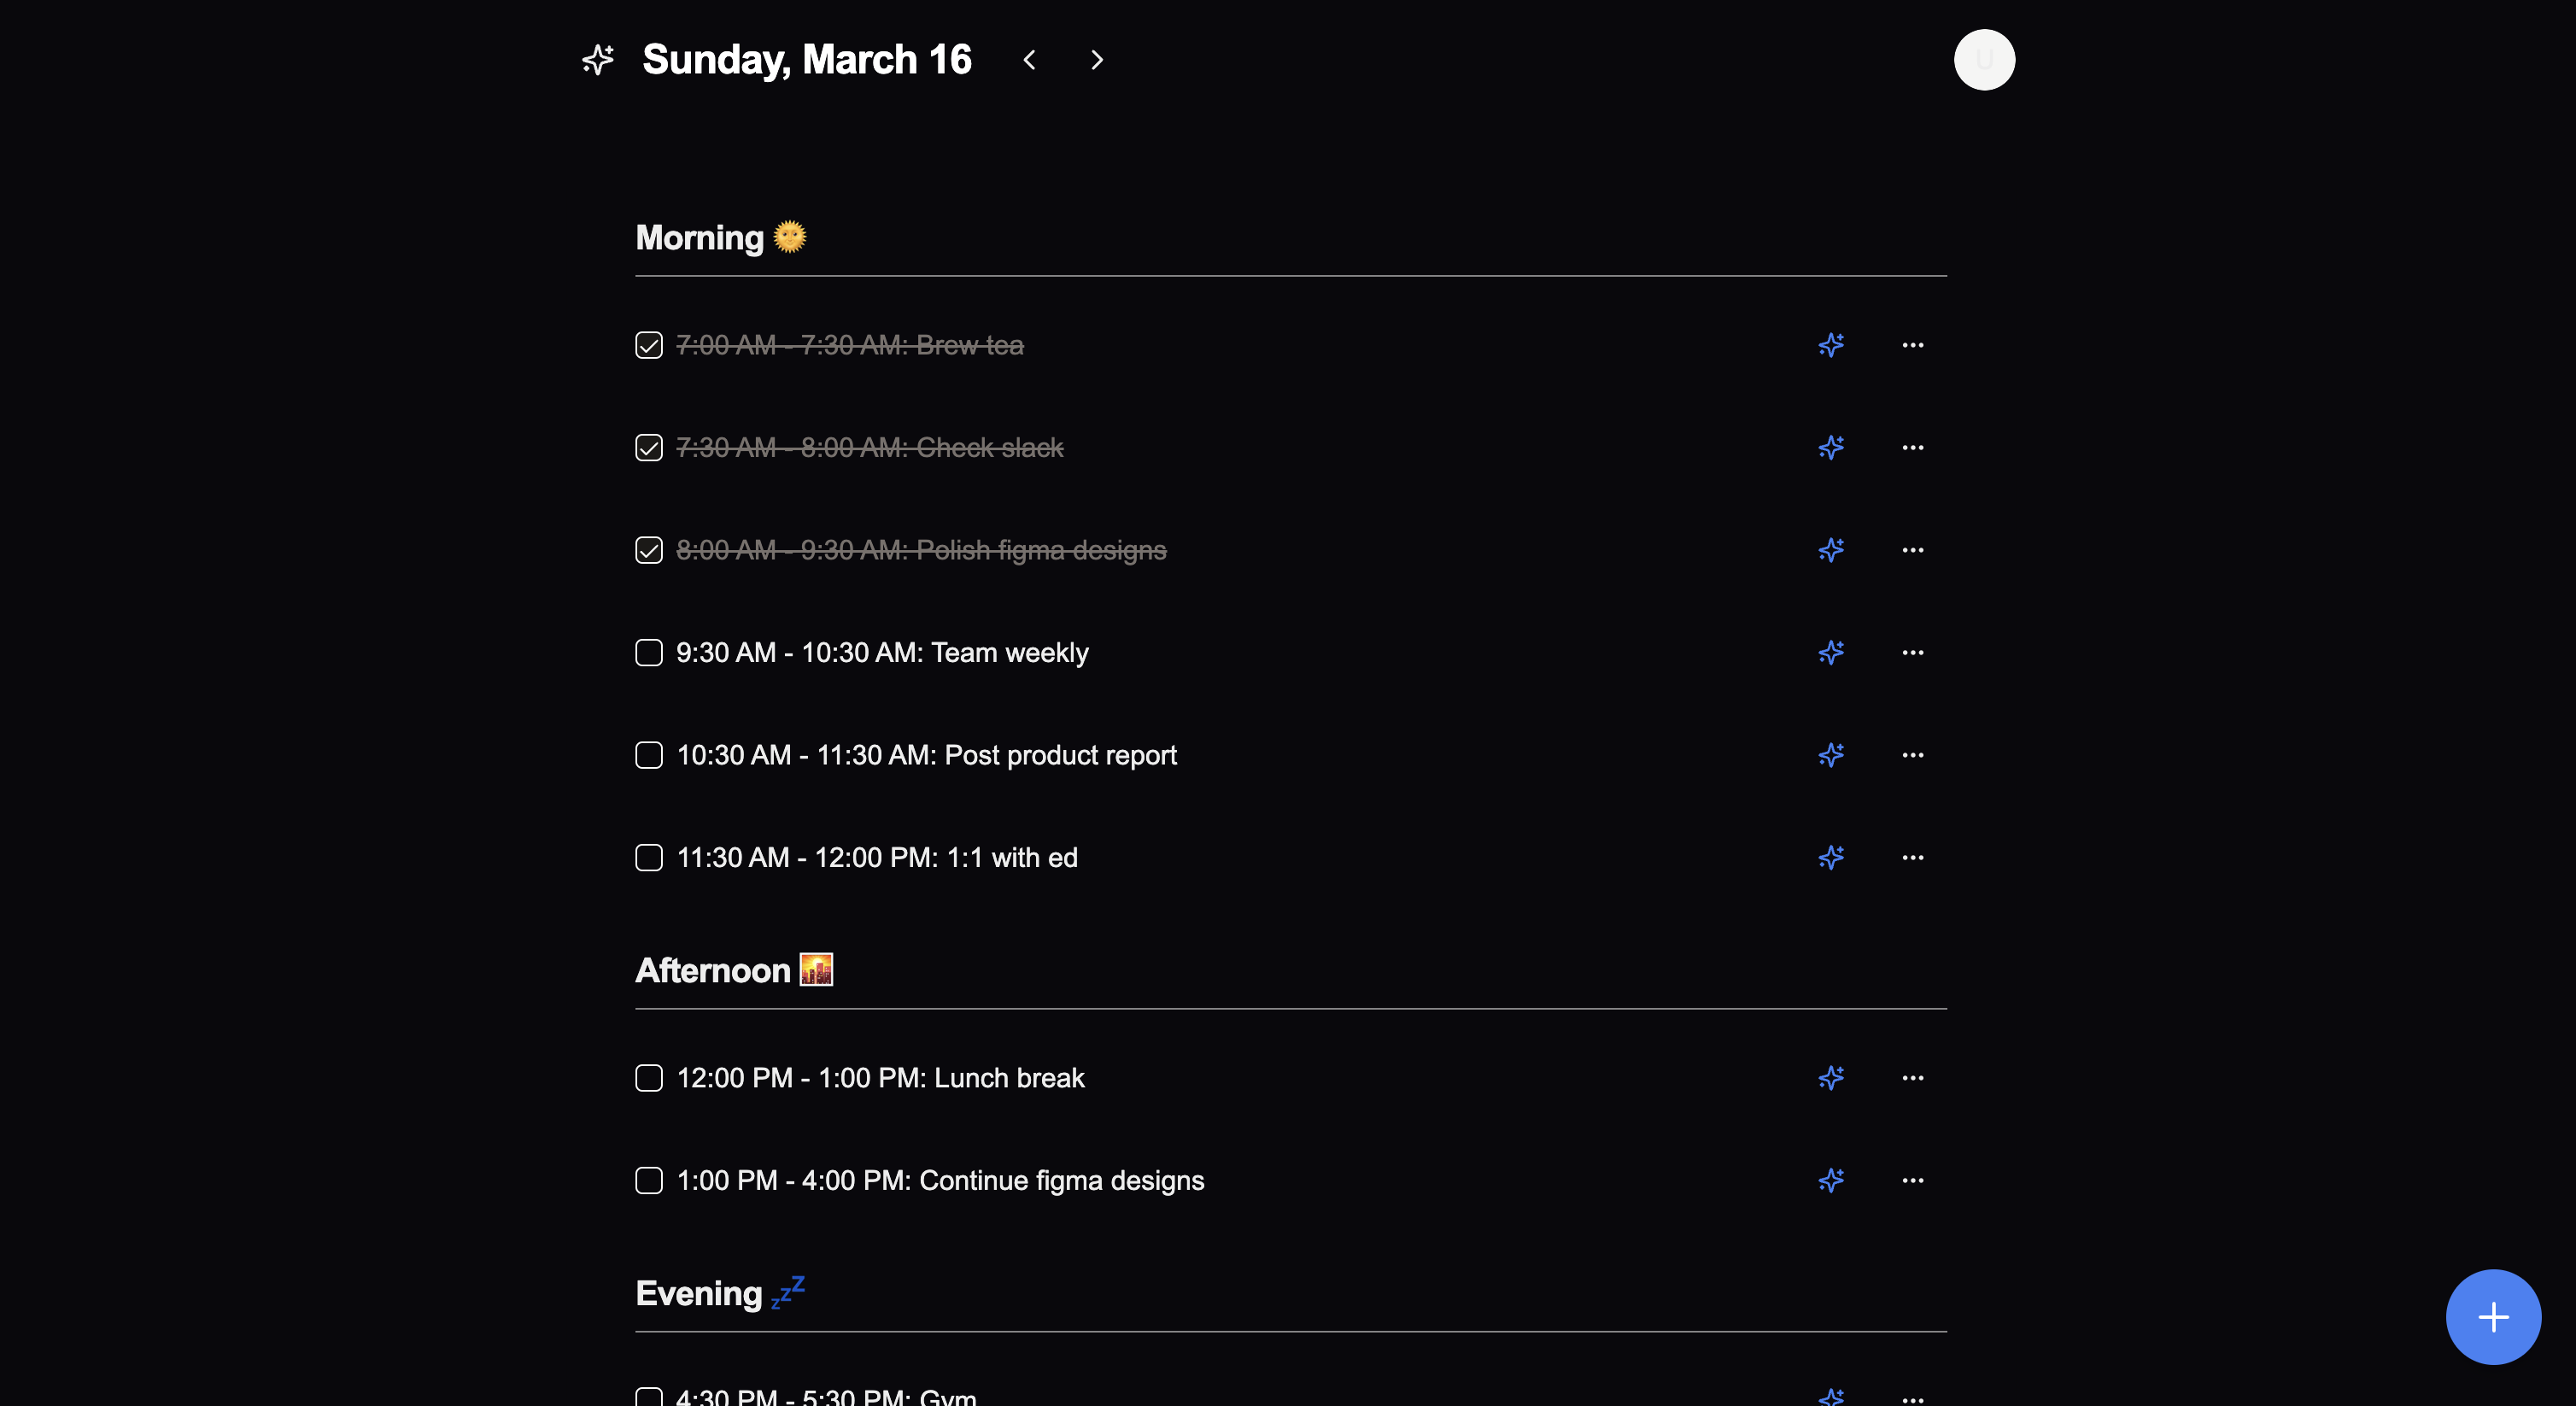 Sunday, March 16
U
Morning 🌞
7:00 AM - 7:30 AM: Brew tea
7:30 AM - 8:00 AM: Check slack
8:00 AM - 9:30 AM: Polish figma designs
9:30 AM - 10:30 AM: Team weekly
10:30 AM - 11:30 AM: Post product report
11:30 AM - 12:00 PM: 1:1 with ed
Afternoon 🌇
12:00 PM - 1:00 PM: Lunch break
1:00 PM - 4:00 PM: Continue figma designs
Evening 💤
4:30 PM - 5:30 PM: Gym